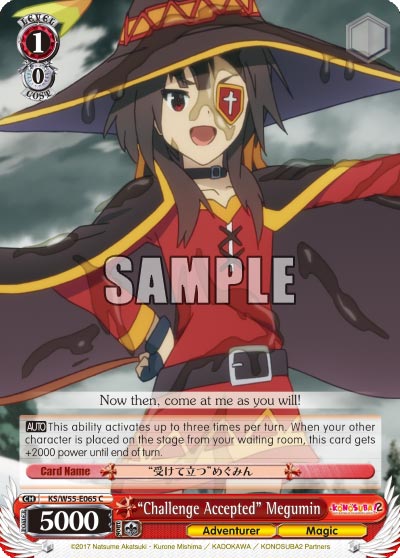 LEVEL
1
0
COST
SAMPLE
Now then, come at me as you will!
AUTO This ability activates up to three times per turn. When your other
character is placed on the stage from your waiting room, this card gets
+2000 power until end of turn.
Card Name
“受けて立つ”めぐみん
CH KS/W55-E065 C
5000
“Challenge Accepted” Megumin
KONOSUBA 2
Adventurer
Magic
©2017 Natsume Akatsuki・Kurone Mishima / KADOKAWA / KONOSUBA2 Partners